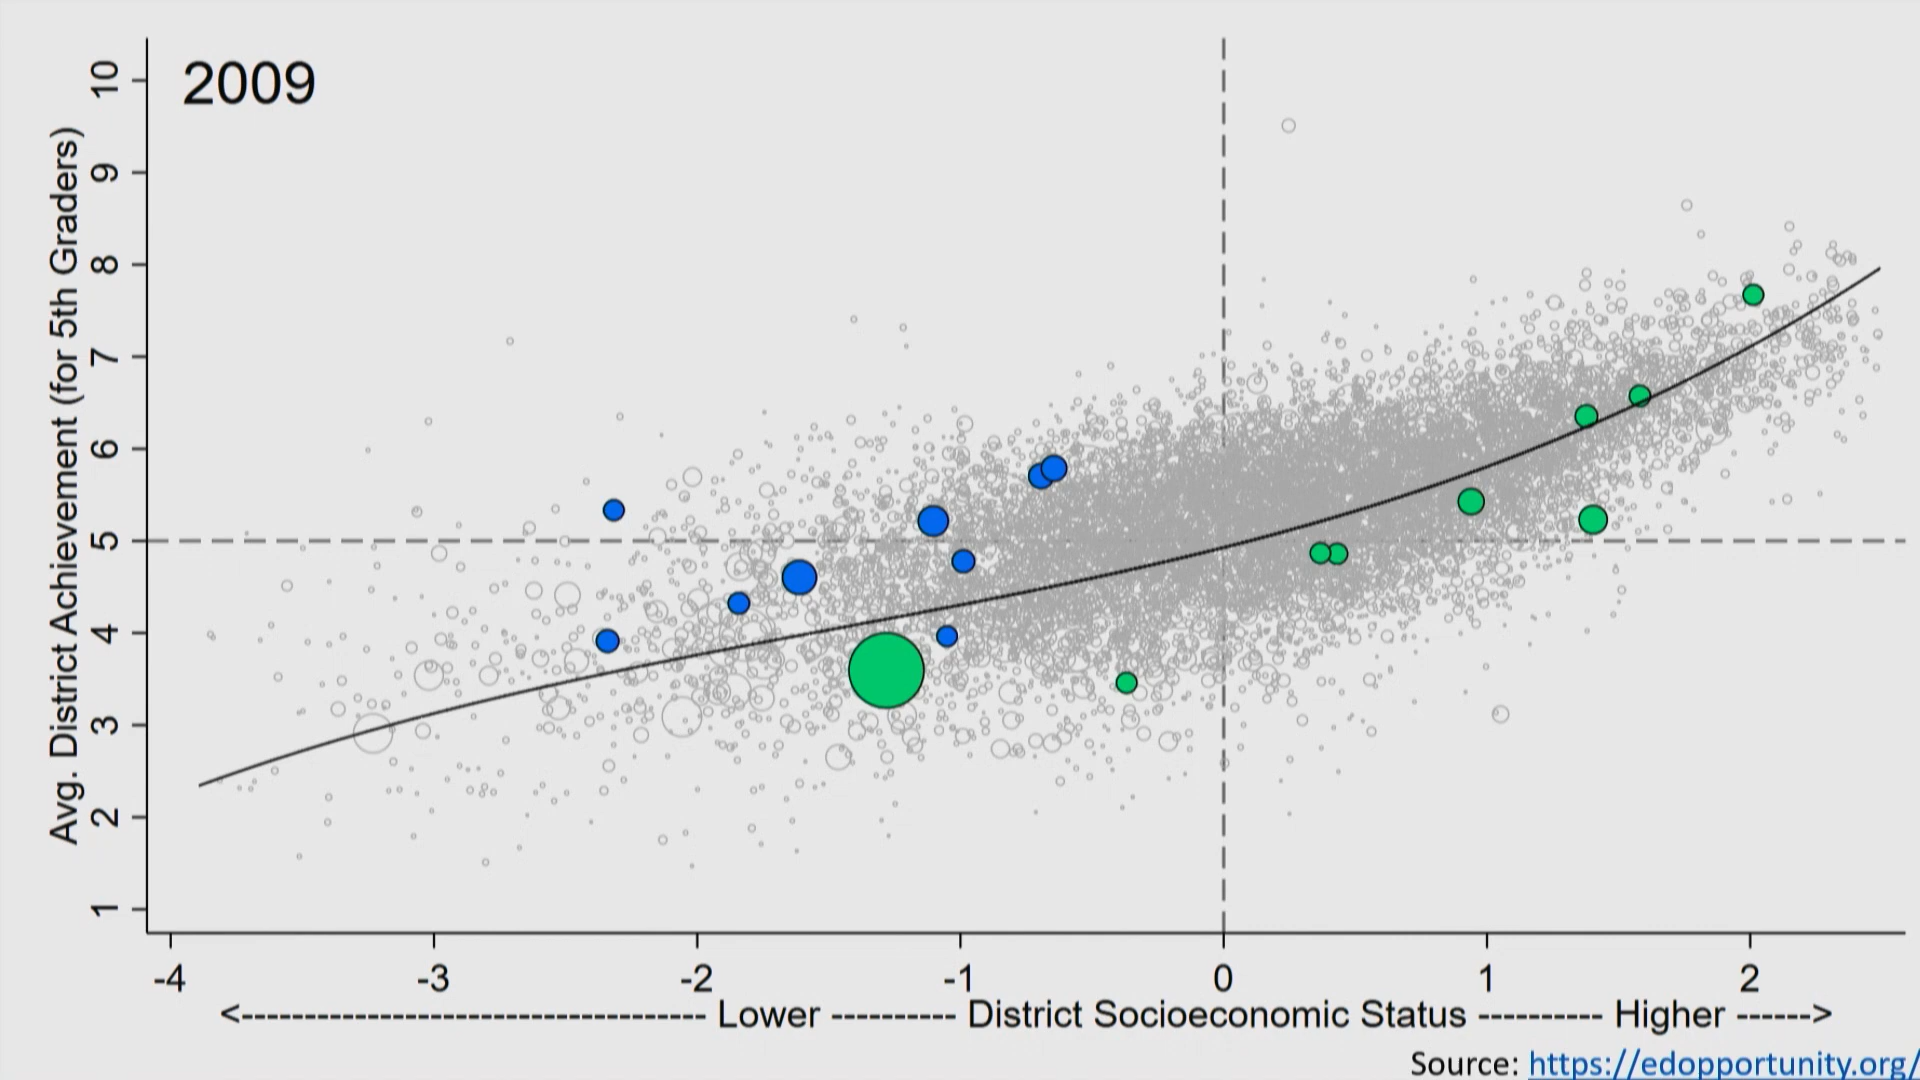 2009
Avg. District Achievement (for 5th Graders)
10
9
8
7
6
5
4
3
2
1
-4 -3 -2 -1 0 1 2
<------------------------------- Lower ---------- District Socioeconomic Status ---------- Higher ------>
Source: https://edopportunity.org/